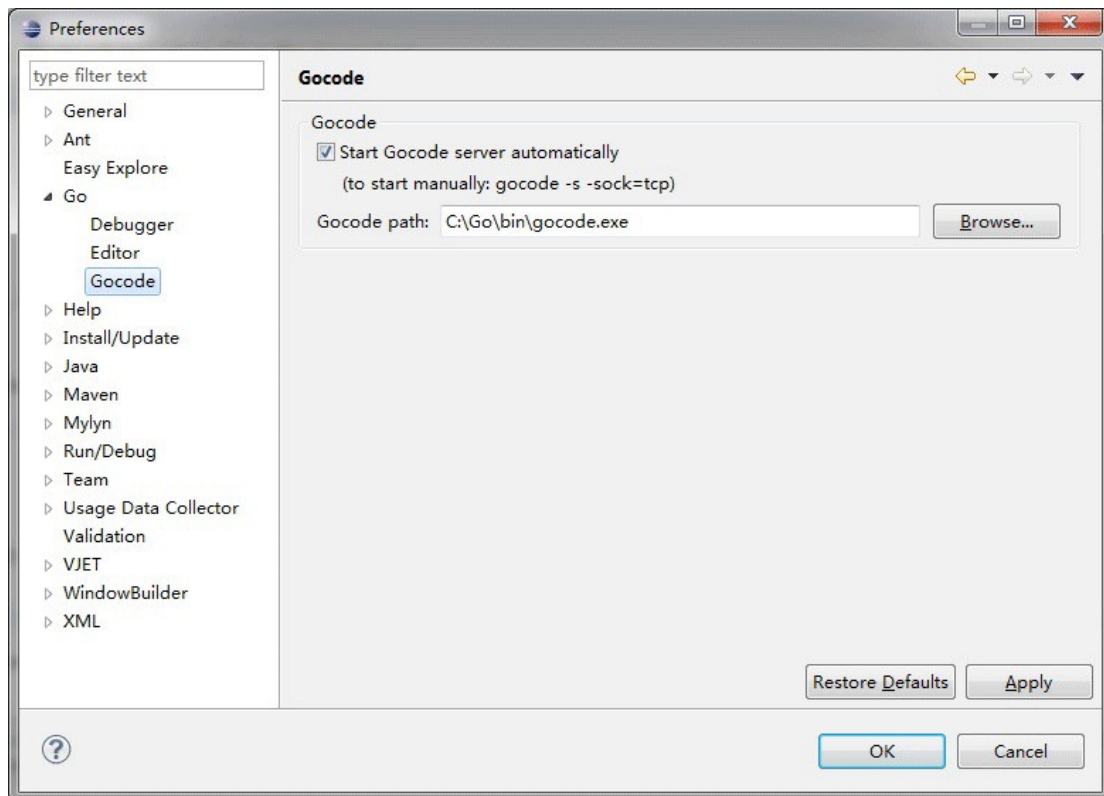 Preferences
type filter text
General
Ant
Easy Explore
Go
Debugger
Editor
Gocode
Help
Install/Update
Java
Maven
Mylyn
Run/Debug
Team
Usage Data Collector
Validation
VJET
WindowBuilder
XML
Gocode
Gocode
Start Gocode server automatically
(to start manually: gocode -s -sock=tcp)
Gocode path: C:\Go\bin\gocode.exe Browse...
Restore Defaults Apply
OK Cancel